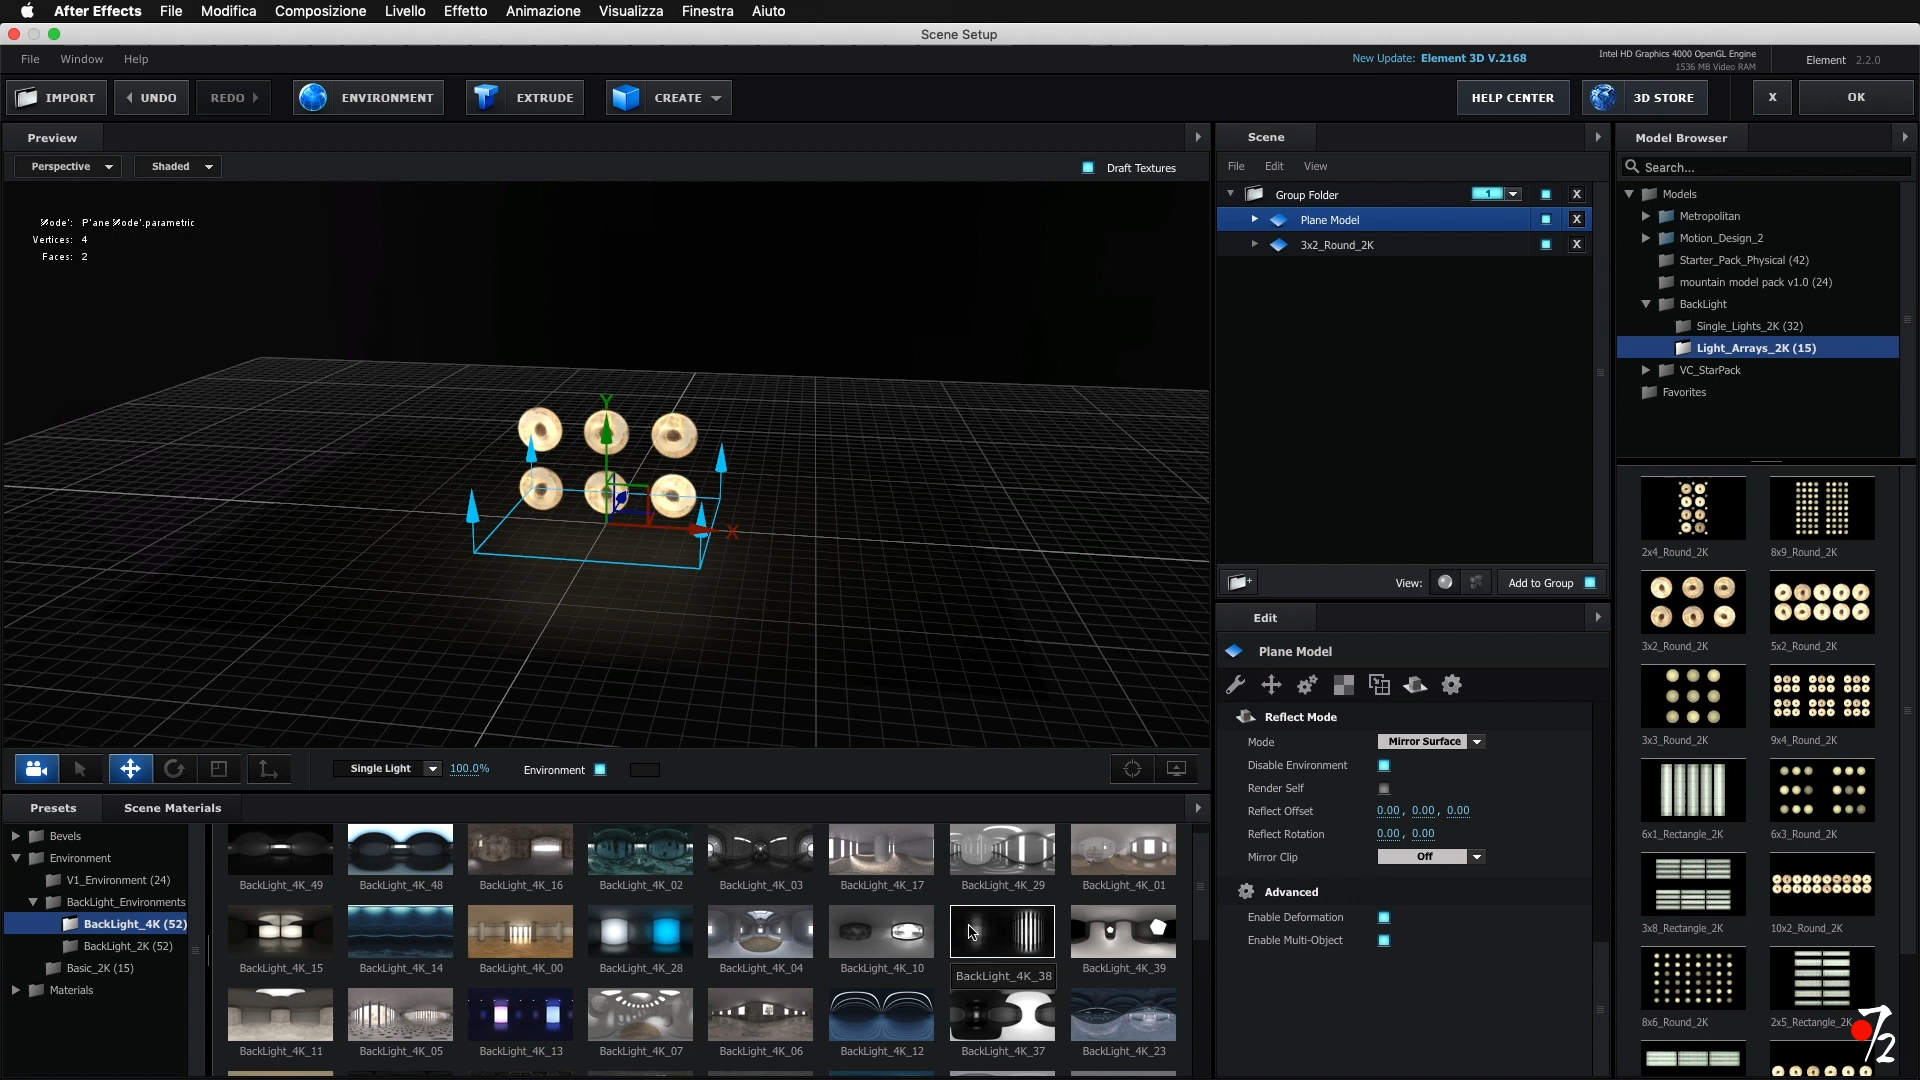 After Effects File Modifica Composizione Livello Effetto Animazione Visualizza Finestra Aiuto
Scene Setup
File Window Help
New Update: Element 3D V.2168
Intel HD Graphics 4000 OpenGL Engine
1536 MB Video RAM
Element 2.2.0
IMPORT UNDO REDO ENVIRONMENT EXTRUDE CREATE HELP CENTER 3D STORE X OK
Preview
Perspective Shaded Draft Textures
Vertices: 4
Faces: 2
Y
X
Single Light 100.0% Environment
Scene
File Edit View
Group Folder 1 X
Plane Model X
3x2_Round_2K X
View: Add to Group
Edit
Plane Model
Reflect Mode
Mode Mirror Surface
Disable Environment
Render Self
Reflect Offset 0.00, 0.00, 0.00
Reflect Rotation 0.00, 0.00
Mirror Clip Off
Advanced
Enable Deformation
Enable Multi-Object
Model Browser
Search...
Models
Metropolitan
Motion_Design_2
Starter_Pack_Physical (42)
mountain model pack v1.0 (24)
BackLight
Single_Lights_2K (32)
Light_Arrays_2K (15)
VC_StarPack
Favorites
2x4_Round_2K 8x9_Round_2K
3x2_Round_2K 5x2_Round_2K
3x3_Round_2K 9x4_Round_2K
6x1_Rectangle_2K 6x3_Round_2K
3x8_Rectangle_2K 10x2_Round_2K
8x6_Round_2K 2x5_Rectangle_2K
72
Presets Scene Materials
Bevels
Environment
V1_Environment (24)
BackLight_Environments
BackLight_4K (52)
BackLight_2K (52)
Basic_2K (15)
Materials
BackLight_4K_49 BackLight_4K_48 BackLight_4K_16 BackLight_4K_02 BackLight_4K_03 BackLight_4K_17 BackLight_4K_29 BackLight_4K_01
BackLight_4K_15 BackLight_4K_14 BackLight_4K_00 BackLight_4K_28 BackLight_4K_04 BackLight_4K_10 BackLight_4K_38 BackLight_4K_39
BackLight_4K_11 BackLight_4K_05 BackLight_4K_13 BackLight_4K_07 BackLight_4K_06 BackLight_4K_12 BackLight_4K_37 BackLight_4K_23